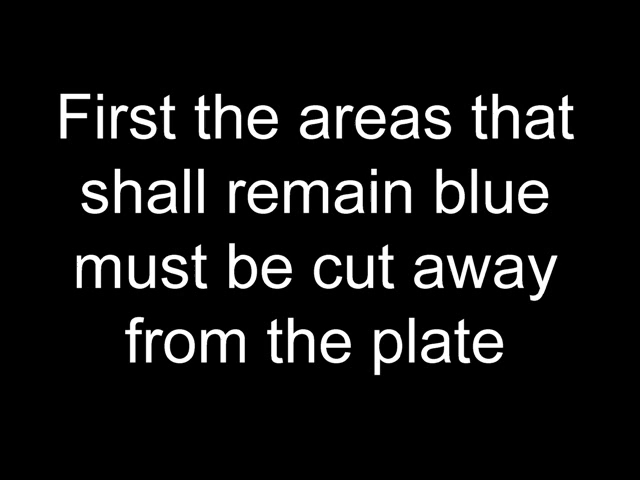 First the areas that
shall remain blue
must be cut away
from the plate